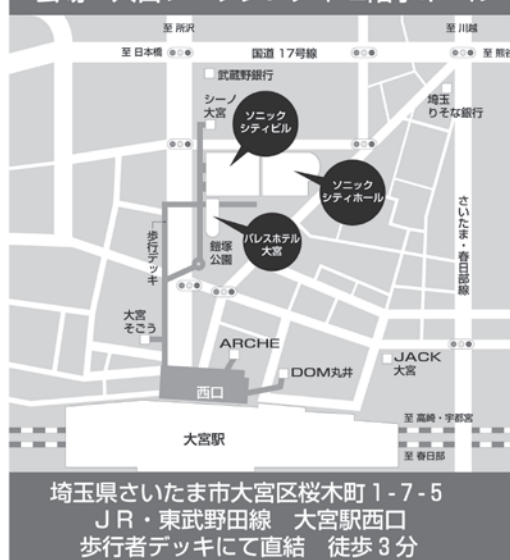 至 所沢
至 川越
至 日本橋
国道 17号線
至 熊谷
武蔵野銀行
シーノ
大宮
ソニック
シティビル
埼玉
りそな銀行
ソニック
シティホール
さいたま・春日部線
歩行デッキ
鎧塚
公園
パレスホテル
大宮
大宮
そごう
ARCHE
DOM丸井
JACK
大宮
西口
至 高崎・宇都宮
大宮駅
至 春日部
埼玉県さいたま市大宮区桜木町1-7-5
JR・東武野田線　大宮駅西口
歩行者デッキにて直結　徒歩3分